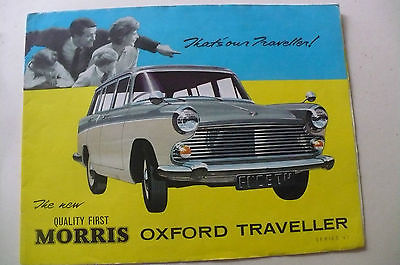 That's our Traveller!
The new
QUALITY FIRST
MORRIS OXFORD TRAVELLER
SERIES VI